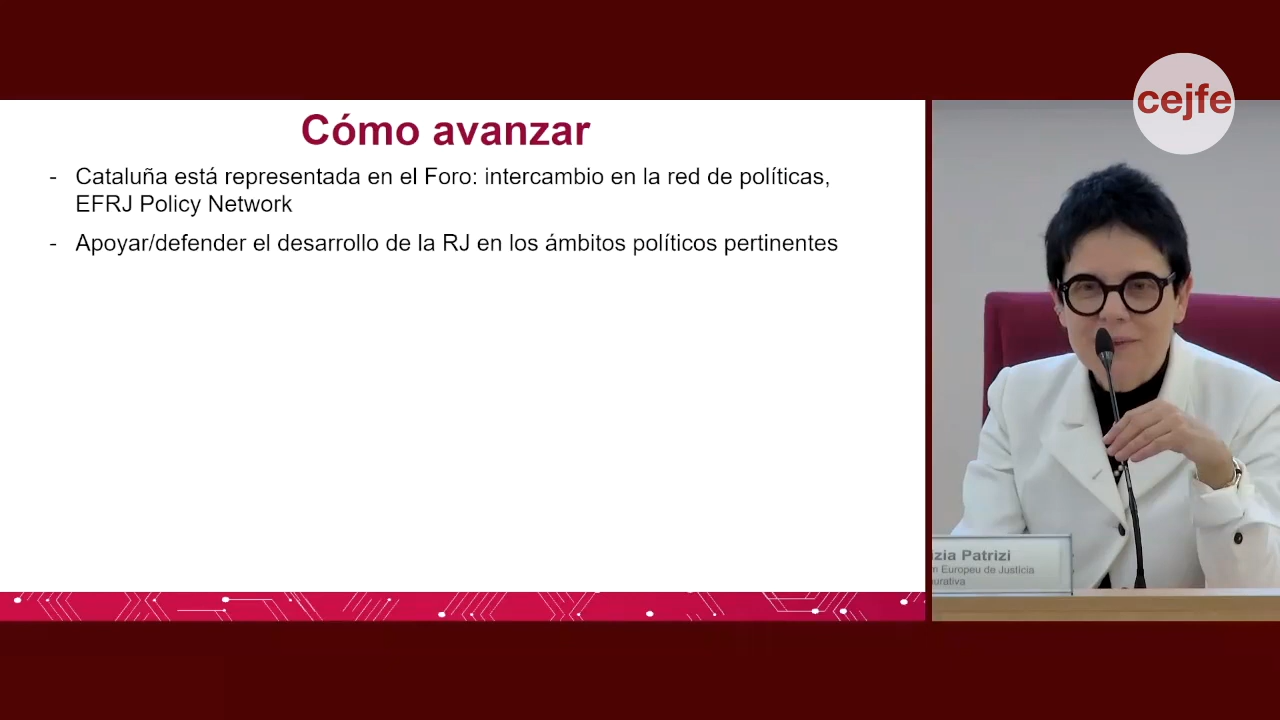 cejfe
Cómo avanzar
- Cataluña está representada en el Foro: intercambio en la red de políticas,
EFRJ Policy Network
- Apoyar/defender el desarrollo de la RJ en los ámbitos políticos pertinentes
izia Patrizi
m Europeu de Justícia
urativa